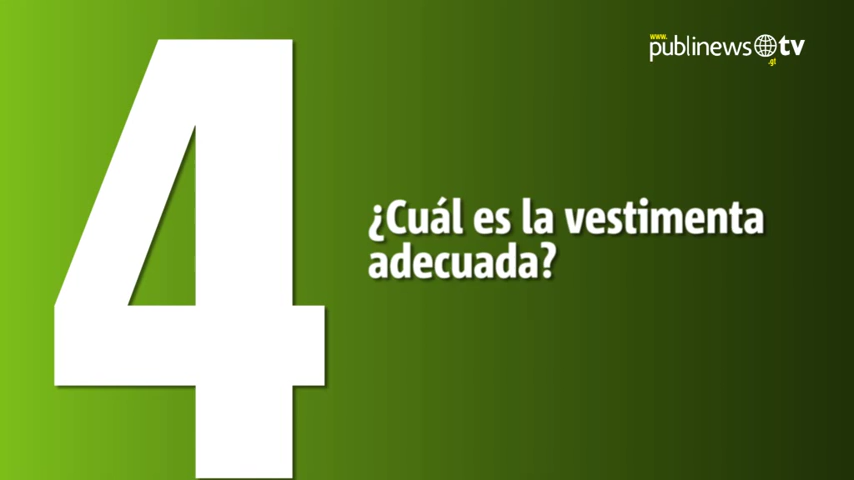 www.
publinews tv
.gt
4
¿Cuál es la vestimenta
adecuada?